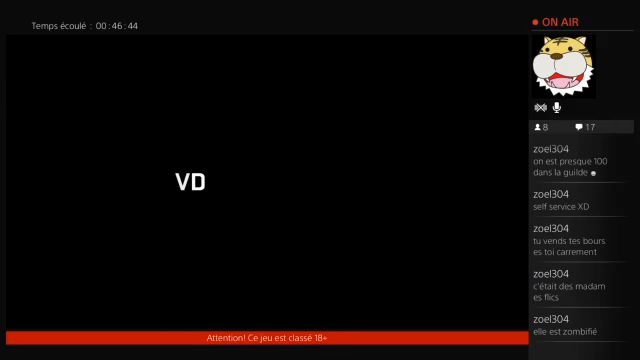 Temps écoulé : 00:46:44
ON AIR
8 17
zoel304
on est presque 100
dans la guilde
zoel304
self service XD
VD
zoel304
tu vends tes bours
es toi carrement
zoel304
c'était des madam
es flics
zoel304
elle est zombifié
Attention! Ce jeu est classé 18+